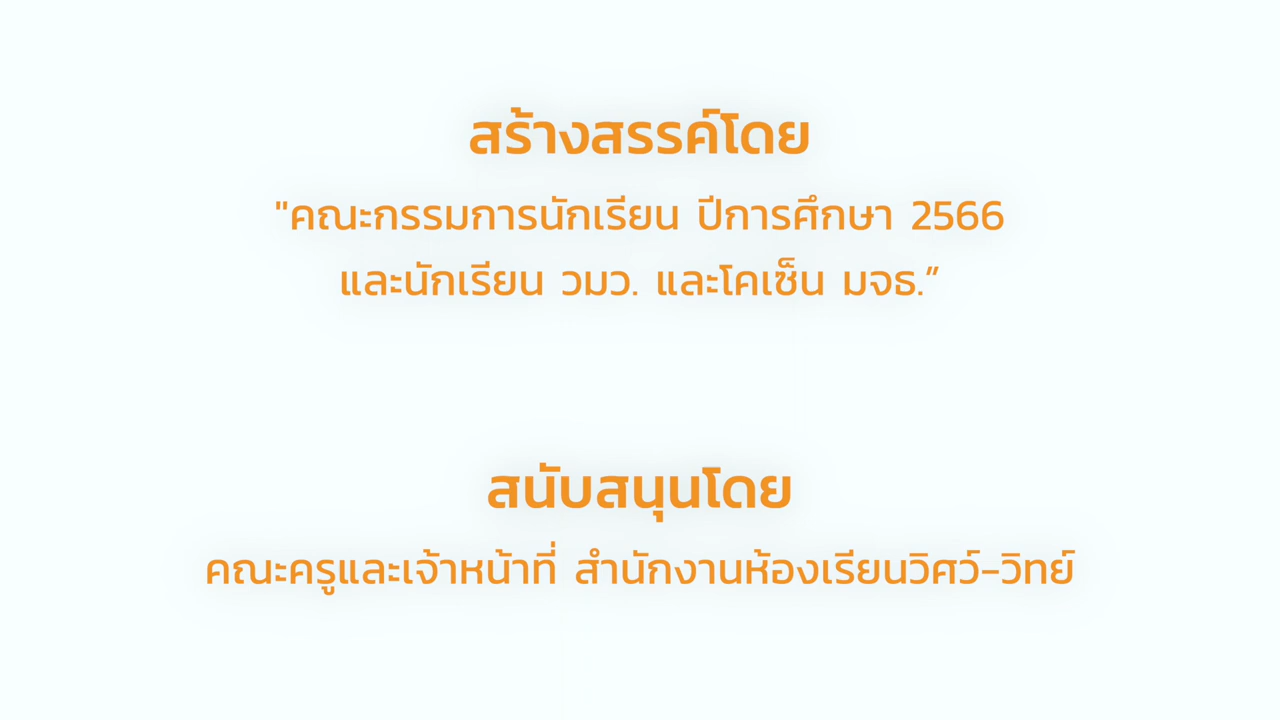 สร้างสรรค์โดย
"คณะกรรมการนักเรียน ปีการศึกษา 2566
และนักเรียน วมว. และโคเซ็น มจธ.”
สนับสนุนโดย
คณะครูและเจ้าหน้าที่ สำนักงานห้องเรียนวิศว์-วิทย์